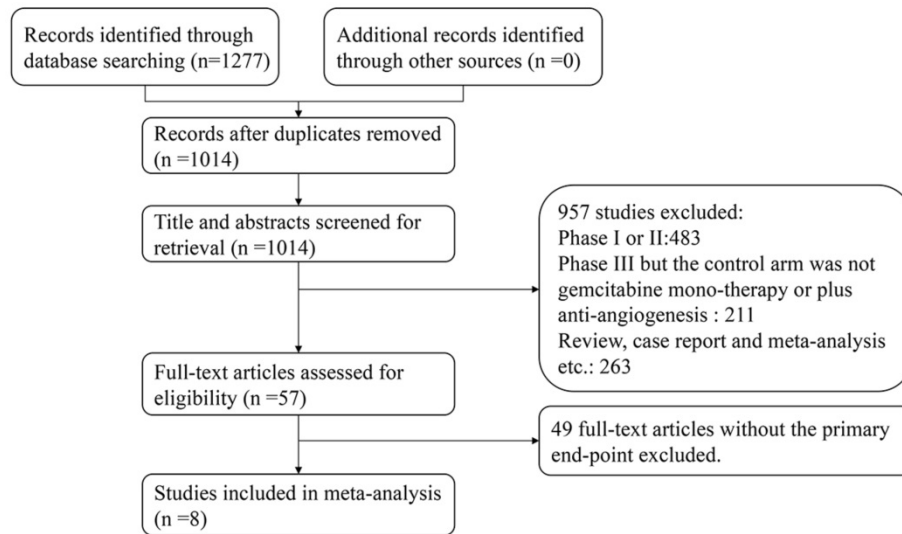 Records identified through
database searching (n=1277)
Additional records identified
through other sources (n =0)
Records after duplicates removed
(n =1014)
Title and abstracts screened for
retrieval (n =1014)
957 studies excluded:
Phase I or II:483
Phase III but the control arm was not
gemcitabine mono-therapy or plus
anti-angiogenesis : 211
Review, case report and meta-analysis
etc.: 263
Full-text articles assessed for
eligibility (n =57)
49 full-text articles without the primary
end-point excluded.
Studies included in meta-analysis
(n =8)